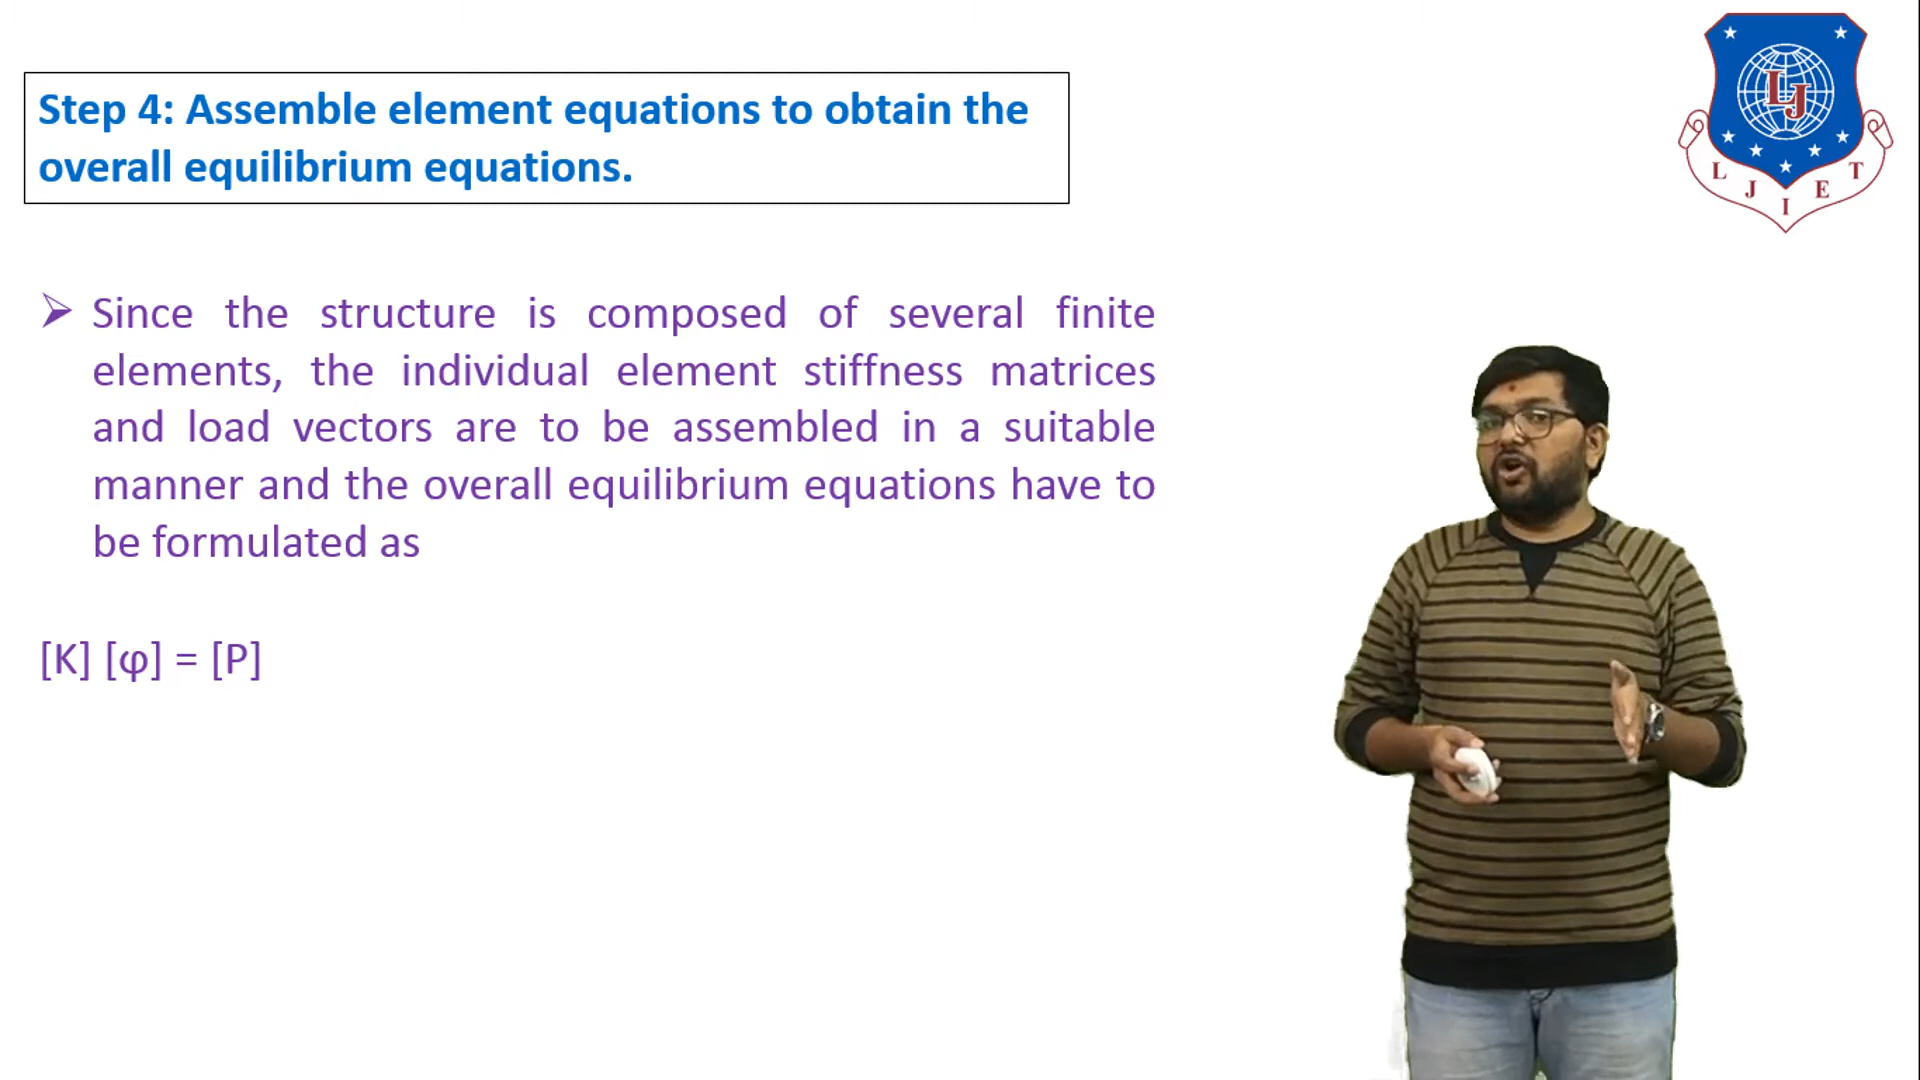 Step 4: Assemble element equations to obtain the
overall equilibrium equations.
LJ
L J I E T
➢ Since the structure is composed of several finite
elements, the individual element stiffness matrices
and load vectors are to be assembled in a suitable
manner and the overall equilibrium equations have to
be formulated as
[K] [φ] = [P]